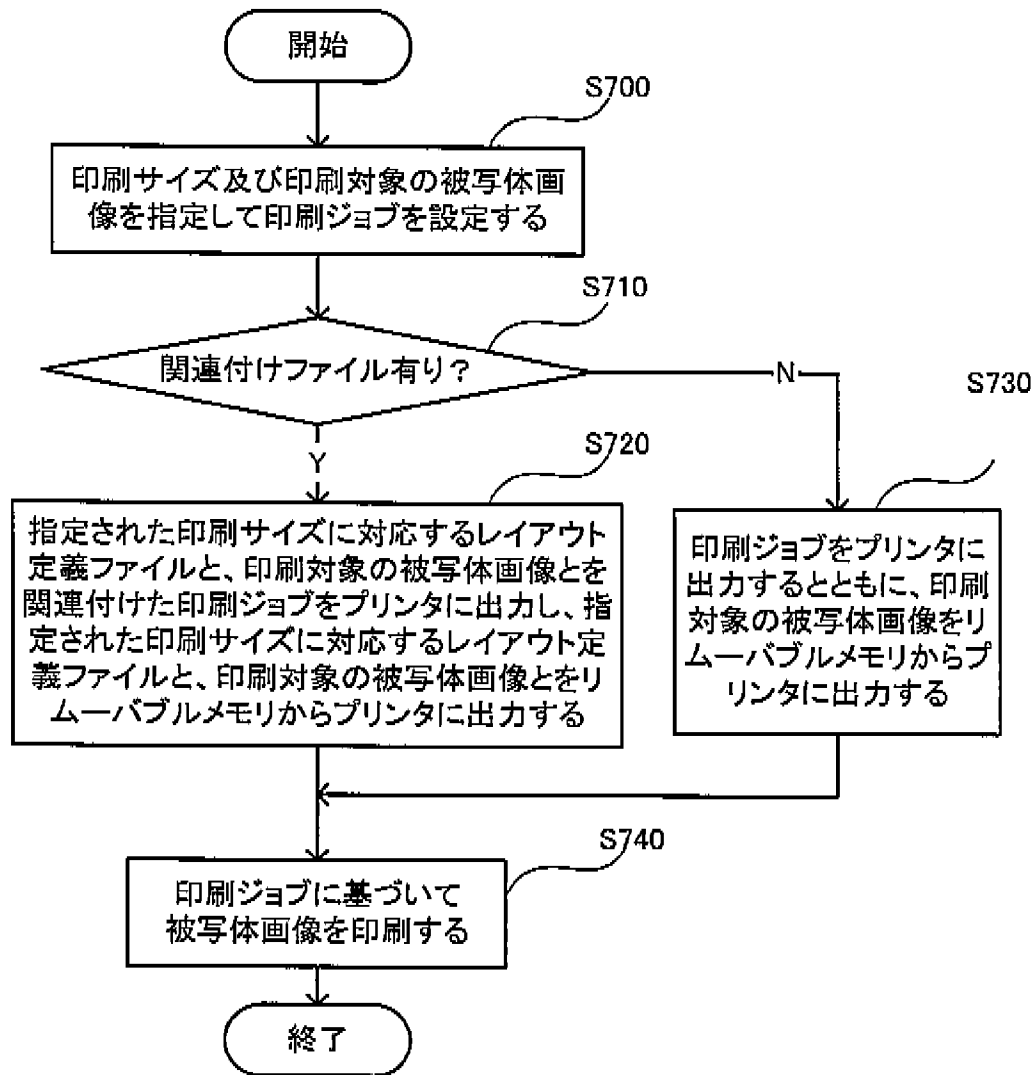 開始
S700
印刷サイズ及び印刷対象の被写体画
像を指定して印刷ジョブを設定する
S710
関連付けファイル有り?
N
S730
Y
S720
指定された印刷サイズに対応するレイアウト
定義ファイルと、印刷対象の被写体画像とを
関連付けた印刷ジョブをプリンタに出力し、指
定された印刷サイズに対応するレイアウト定
義ファイルと、印刷対象の被写体画像とをリ
ムーバブルメモリからプリンタに出力する
印刷ジョブをプリンタに
出力するとともに、印刷
対象の被写体画像をリ
ムーバブルメモリからプ
リンタに出力する
S740
印刷ジョブに基づいて
被写体画像を印刷する
終了